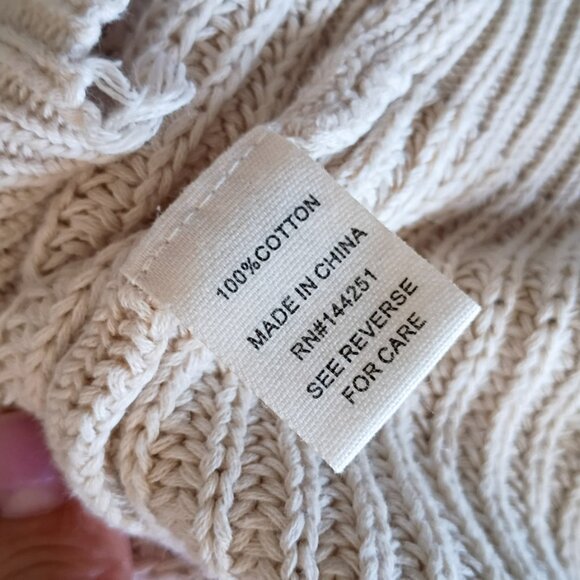 100%COTTON
MADE IN CHINA
RN#144251
SEE REVERSE
FOR CARE